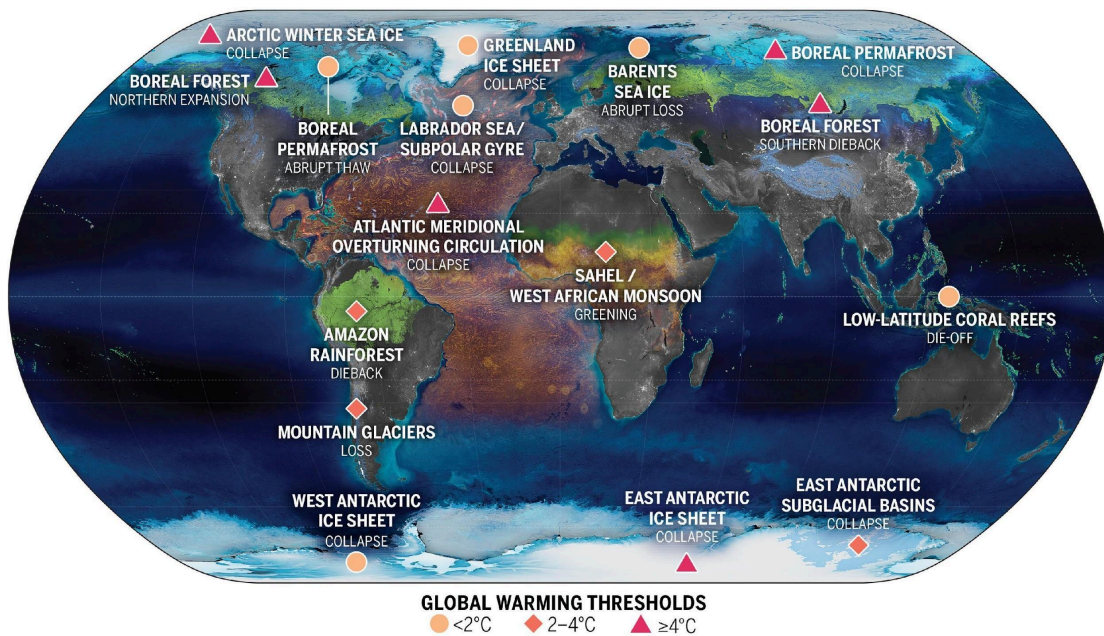 ARCTIC WINTER SEA ICE
COLLAPSE
GREENLAND
ICE SHEET
COLLAPSE
BARENTS
SEA ICE
ABRUPT LOSS
BOREAL PERMAFROST
COLLAPSE
BOREAL FOREST
NORTHERN EXPANSION
BOREAL
PERMAFROST
ABRUPT THAW
LABRADOR SEA/
SUBPOLAR GYRE
COLLAPSE
BOREAL FOREST
SOUTHERN DIEBACK
ATLANTIC MERIDIONAL
OVERTURNING CIRCULATION
COLLAPSE
SAHEL /
WEST AFRICAN MONSOON
GREENING
LOW-LATITUDE CORAL REEFS
DIE-OFF
AMAZON
RAINFOREST
DIEBACK
MOUNTAIN GLACIERS
LOSS
WEST ANTARCTIC
ICE SHEET
COLLAPSE
EAST ANTARCTIC
ICE SHEET
COLLAPSE
EAST ANTARCTIC
SUBGLACIAL BASINS
COLLAPSE
GLOBAL WARMING THRESHOLDS
<2°C 2–4°C ≥4°C